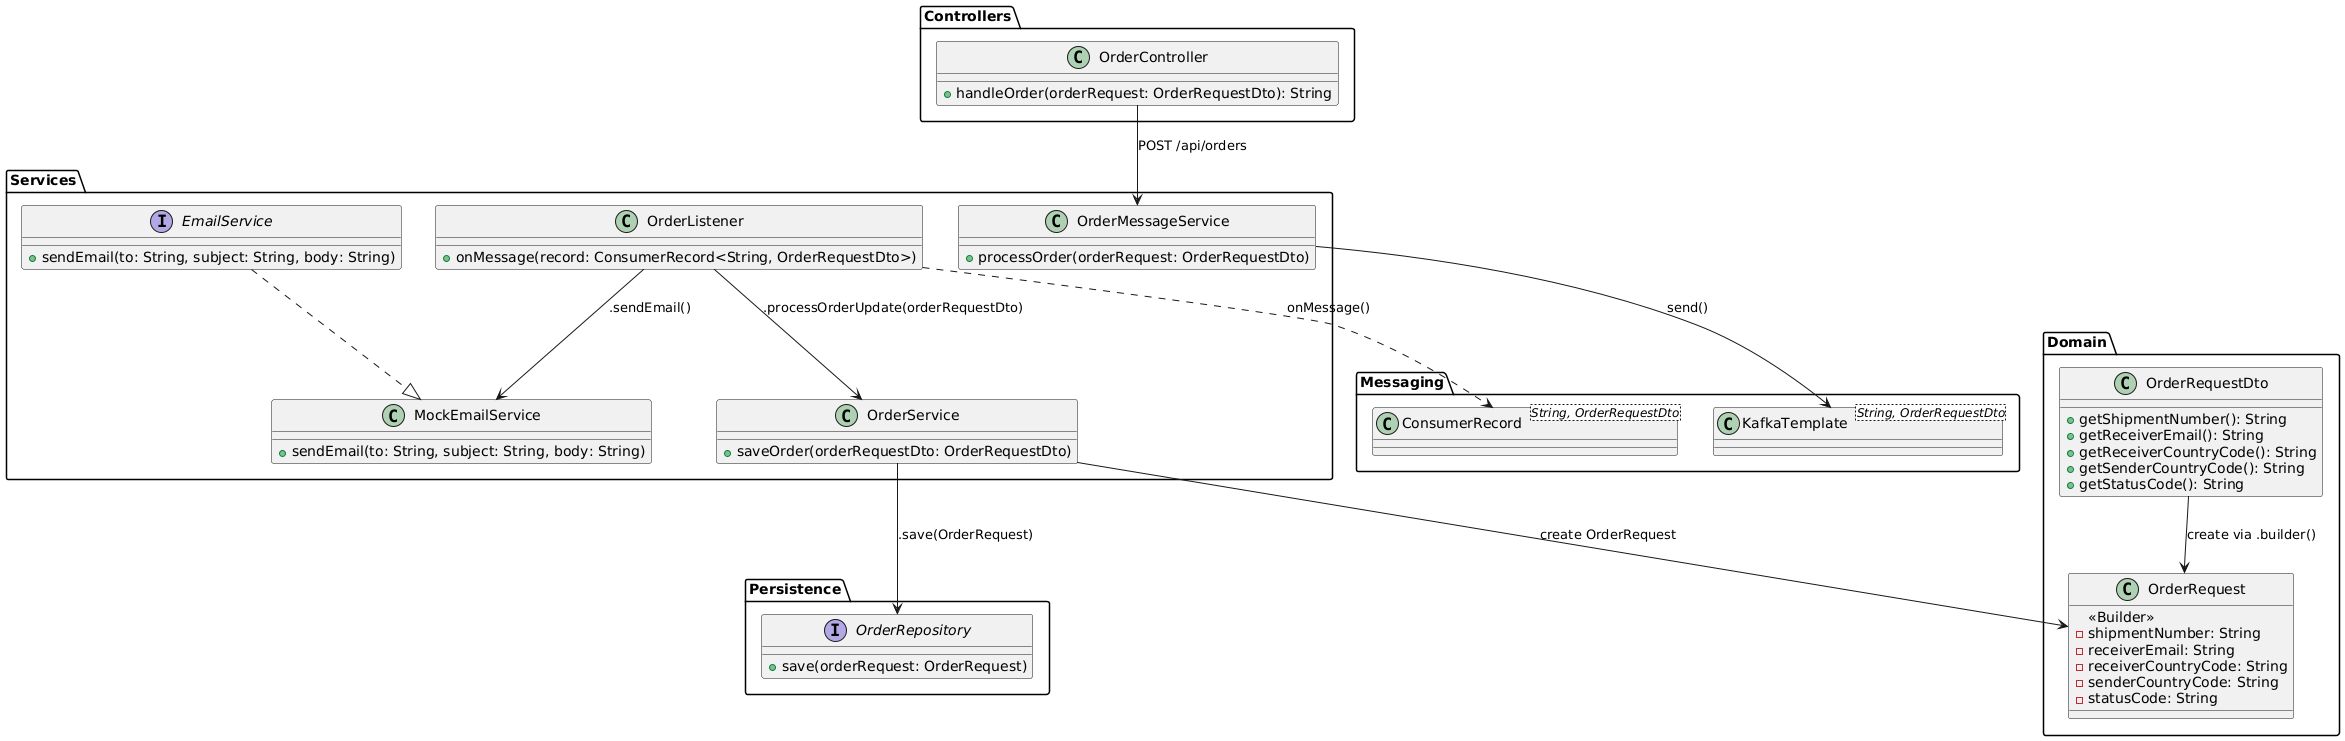 Controllers
C OrderController
handleOrder(orderRequest: OrderRequestDto): String
POST /api/orders
Services
I EmailService
sendEmail(to: String, subject: String, body: String)
C OrderListener
onMessage(record: ConsumerRecord<String, OrderRequestDto>)
C OrderMessageService
processOrder(orderRequest: OrderRequestDto)
.sendEmail()
.processOrderUpdate(orderRequestDto)
onMessage()
send()
C MockEmailService
sendEmail(to: String, subject: String, body: String)
C OrderService
saveOrder(orderRequestDto: OrderRequestDto)
Messaging
C ConsumerRecord
String, OrderRequestDto
C KafkaTemplate
String, OrderRequestDto
Domain
C OrderRequestDto
getShipmentNumber(): String
getReceiverEmail(): String
getReceiverCountryCode(): String
getSenderCountryCode(): String
getStatusCode(): String
.save(OrderRequest)
create OrderRequest
create via .builder()
Persistence
I OrderRepository
save(orderRequest: OrderRequest)
C OrderRequest
«Builder»
shipmentNumber: String
receiverEmail: String
receiverCountryCode: String
senderCountryCode: String
statusCode: String